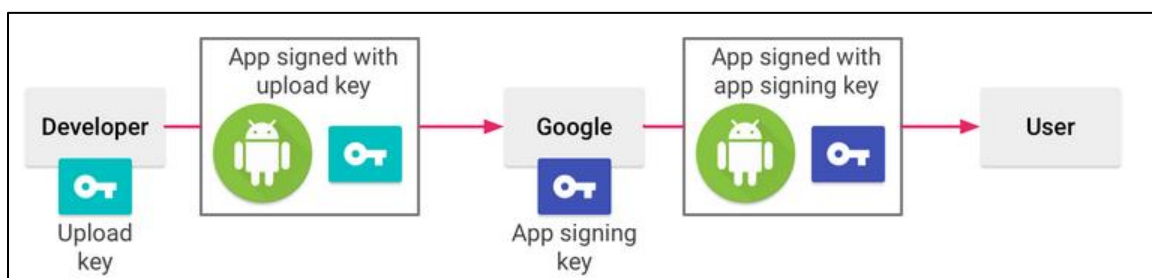 App signed with
upload key
App signed with
app signing key
Developer
Google
User
Upload
key
App signing
key